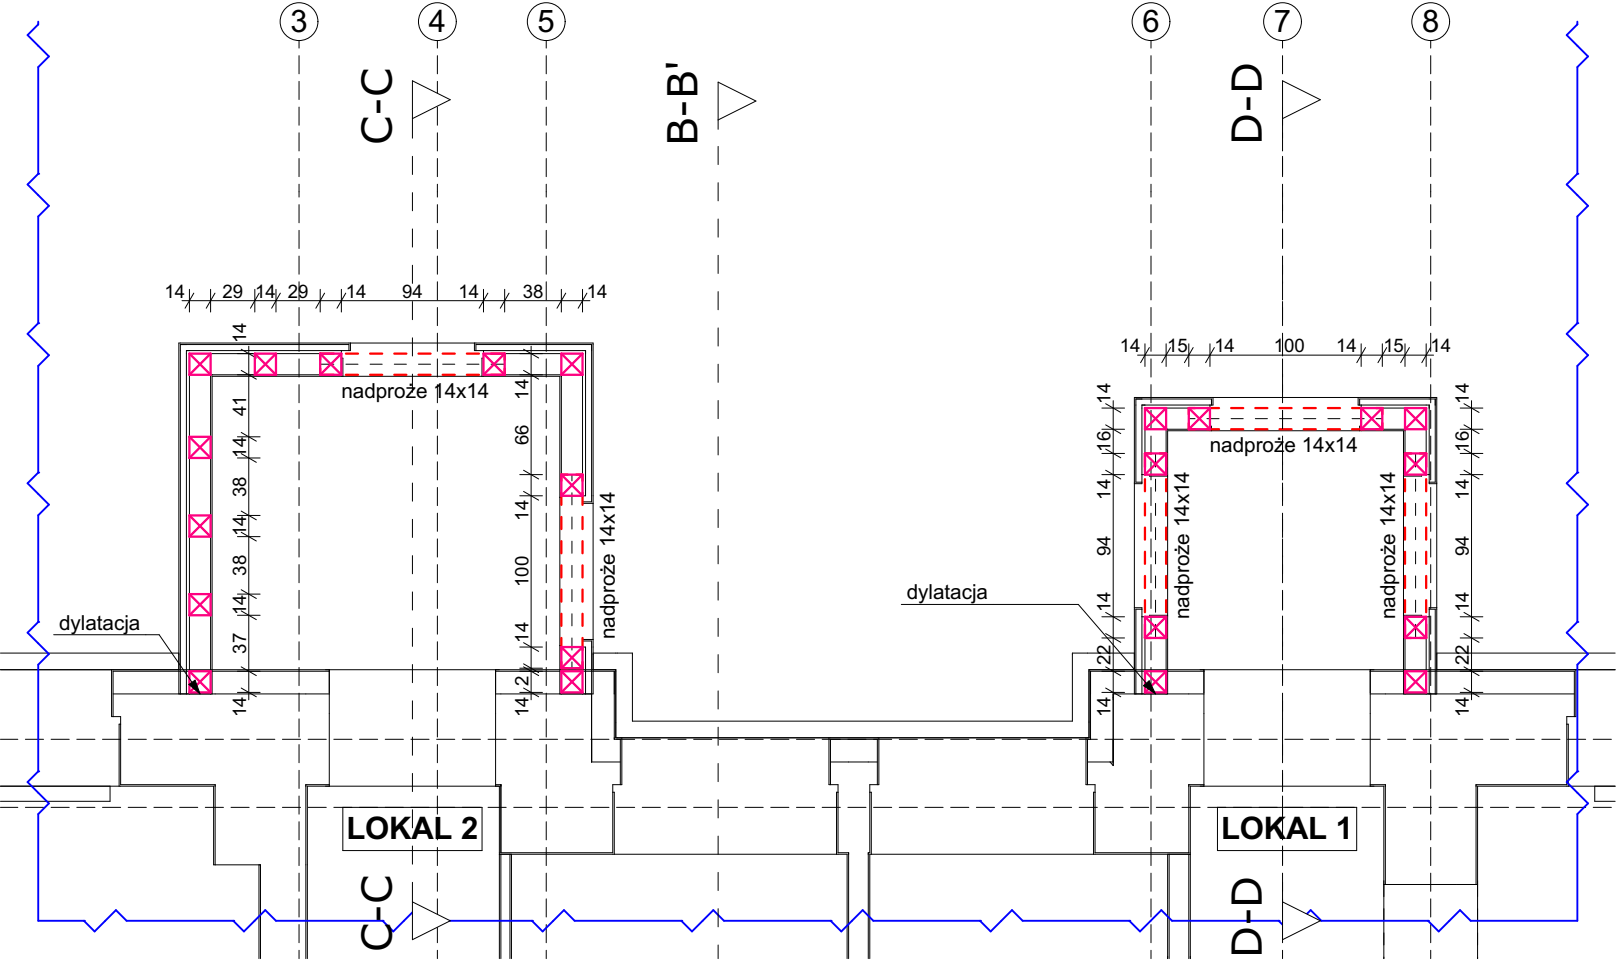 3 4 5 6 7 8
C-C B-B' D-D
14 29 14 29 14 94 14 38 14
14 15 14 100 14 15 14
nadproże 14x14
nadproże 14x14
14
41
14
38
14
38
14
37
14
14
66
14
100
14
2
14
nadproże 14x14
dylatacja
dylatacja
14
16
14
94
14
22
14
nadproże 14x14
nadproże 14x14
14
16
14
94
14
22
14
LOKAL 2
LOKAL 1
C-C D-D